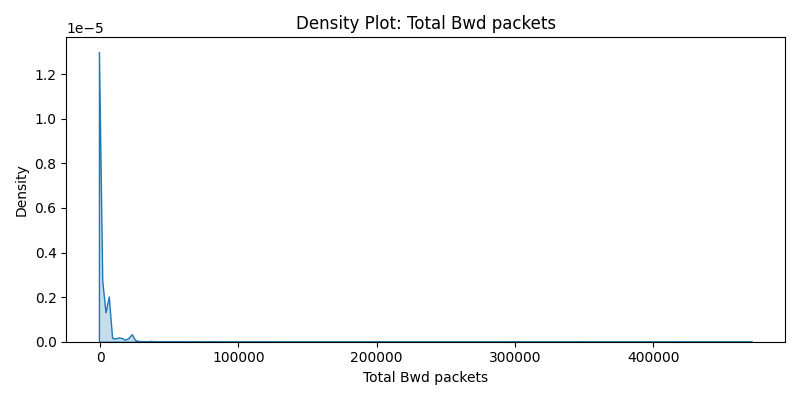 Density Plot: Total Bwd packets
1e−5
1.2
1.0
0.8
0.6
0.4
0.2
0.0
Density
0 100000 200000 300000 400000
Total Bwd packets